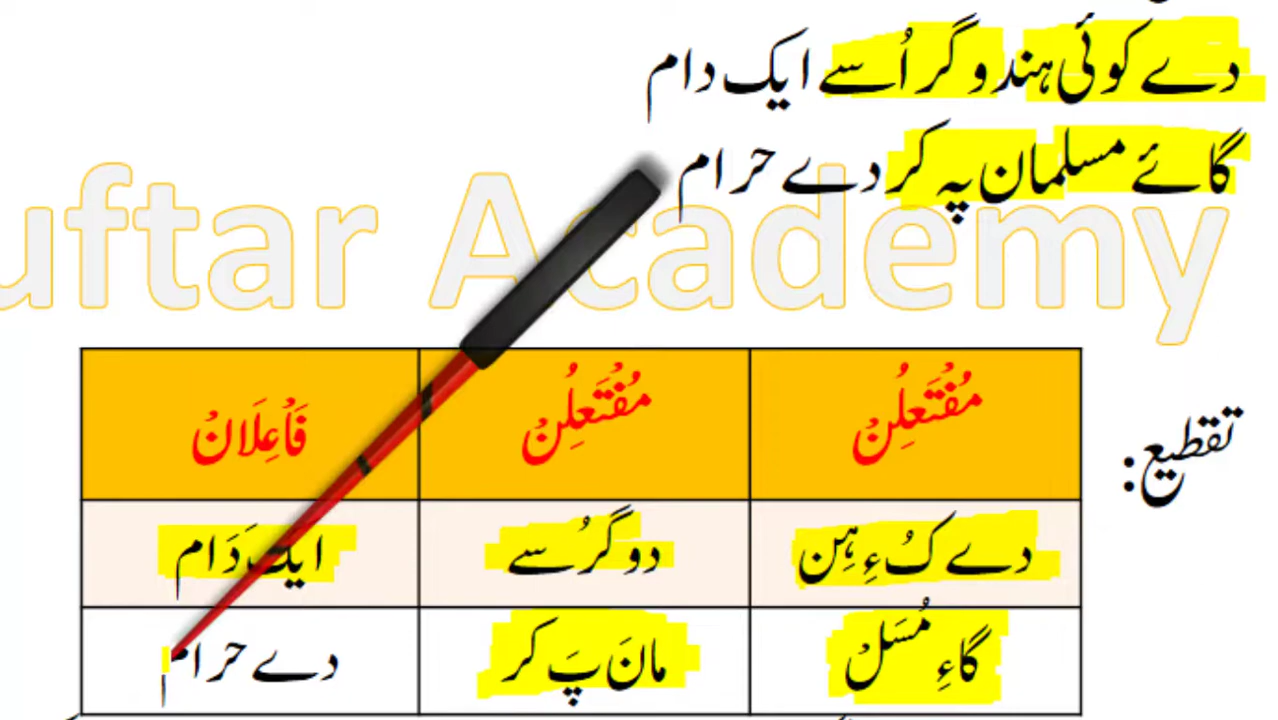 دے کوئی ہندو گر اُسے ایک دام
گائے مسلمان پہ کر دے حرام
uftar Academy
تقطیع:
مُفْتَعِلُنْ مُفْتَعِلُنْ فَاْعِلَانْ
دے کُ ءِ ہِن دو گرُ سے ایک دَام
گاءِ مُسَلْ مانَ پَ کر دے حرام